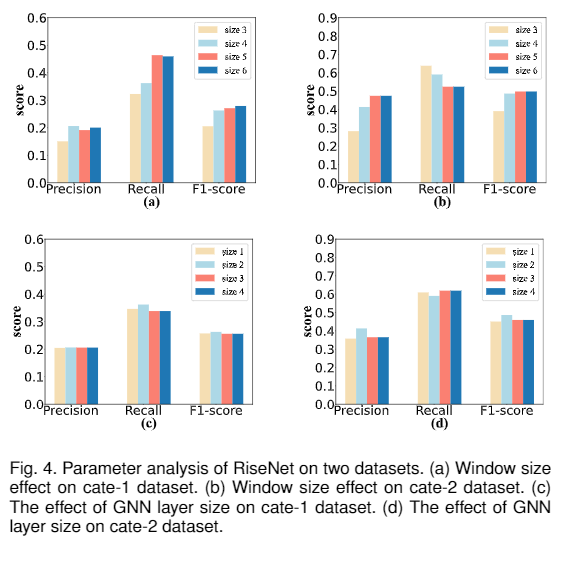 0.6
0.5
0.4
0.3
0.2
0.1
0.0
score
size 3
size 4
size 5
size 6
Precision Recall F1-score
(a)
0.9
0.8
0.7
0.6
0.5
0.4
0.3
0.2
0.1
0.0
score
size 3
size 4
size 5
size 6
Precision Recall F1-score
(b)
0.6
0.5
0.4
0.3
0.2
0.1
0.0
score
size 1
size 2
size 3
size 4
Precision Recall F1-score
(c)
0.9
0.8
0.7
0.6
0.5
0.4
0.3
0.2
0.1
0.0
score
size 1
size 2
size 3
size 4
Precision Recall F1-score
(d)
Fig. 4. Parameter analysis of RiseNet on two datasets. (a) Window size
effect on cate-1 dataset. (b) Window size effect on cate-2 dataset. (c)
The effect of GNN layer size on cate-1 dataset. (d) The effect of GNN
layer size on cate-2 dataset.